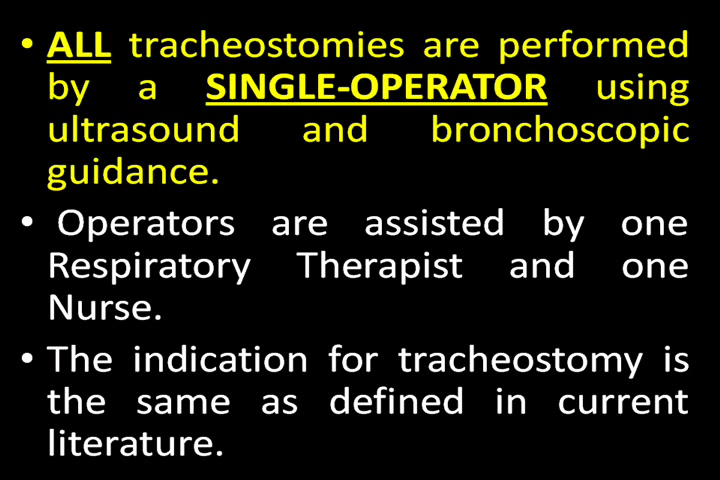 • ALL tracheostomies are performed
by a SINGLE-OPERATOR using
ultrasound and bronchoscopic
guidance.
• Operators are assisted by one
Respiratory Therapist and one
Nurse.
• The indication for tracheostomy is
the same as defined in current
literature.